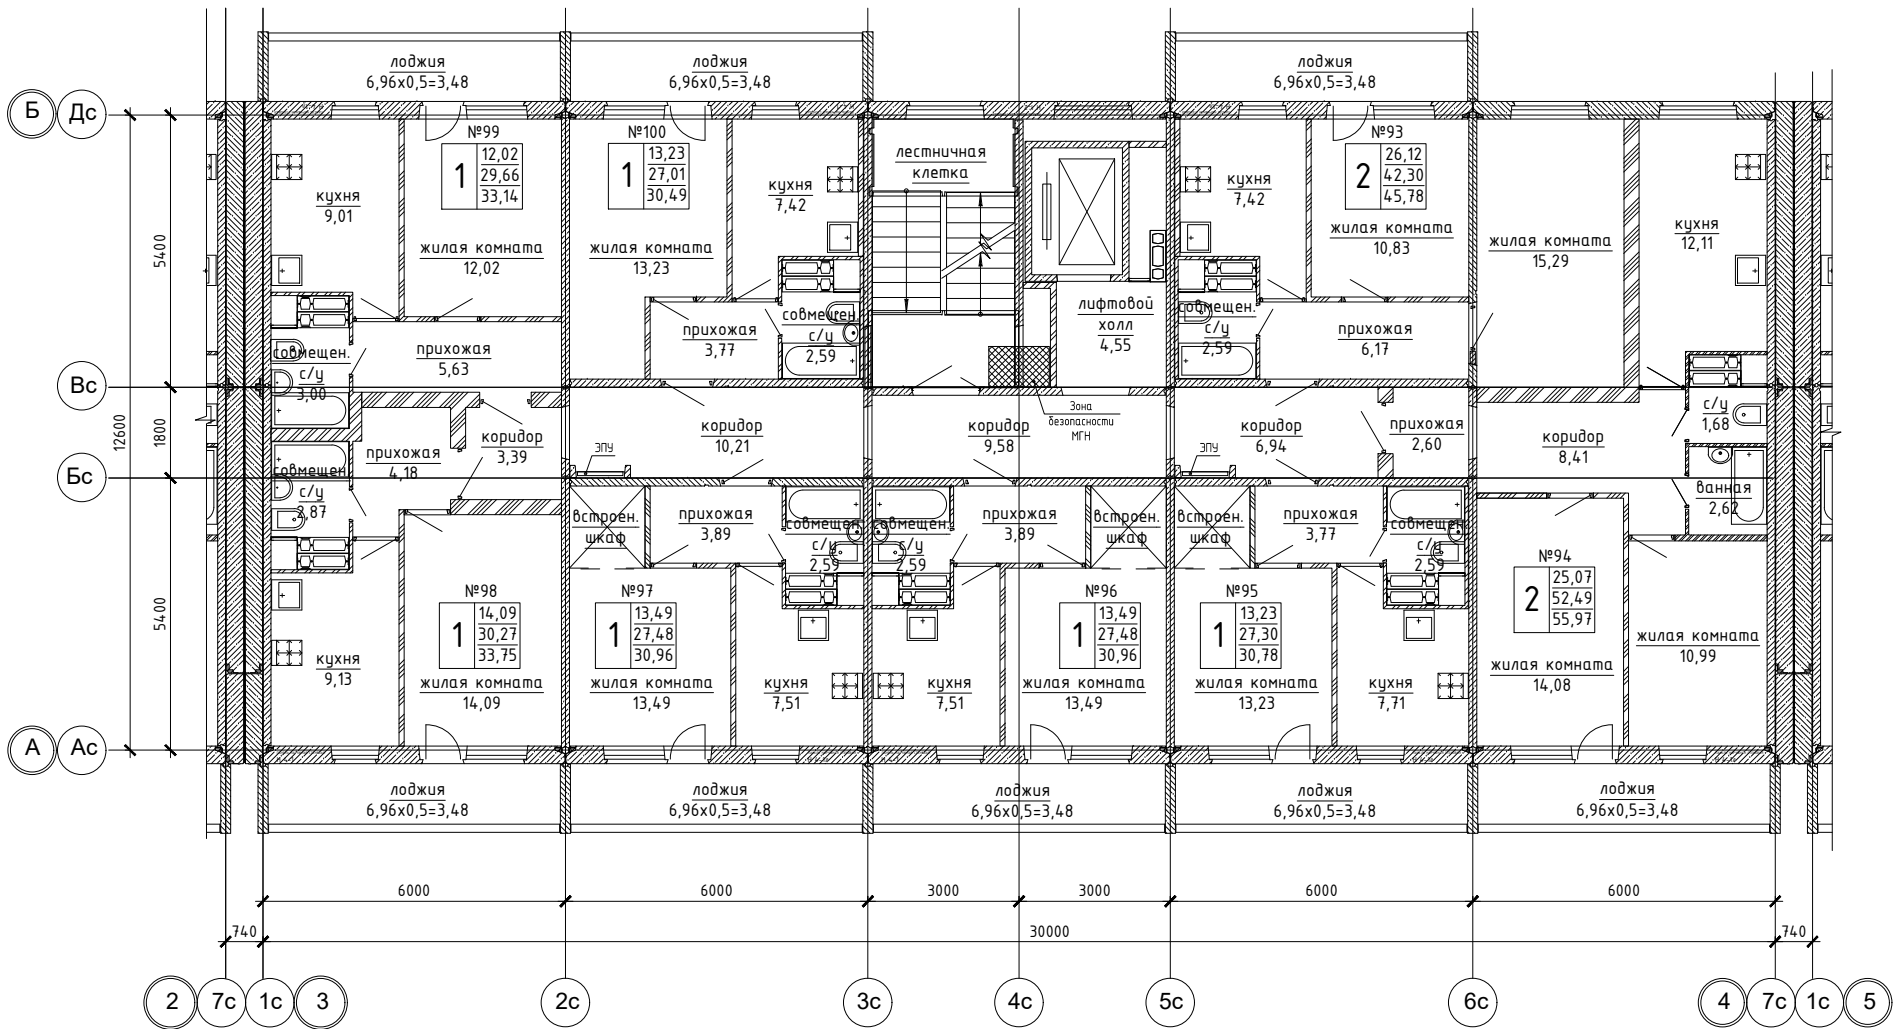 лоджия
6,96х0,5=3,48
лоджия
6,96х0,5=3,48
лоджия
6,96х0,5=3,48
Б
Дс
№99
1
12,02
29,66
33,14
кухня
9,01
жилая комната
12,02
№100
1
13,23
27,01
30,49
кухня
7,42
жилая комната
13,23
лестничная
клетка
№93
2
26,12
42,30
45,78
кухня
7,42
жилая комната
10,83
жилая комната
15,29
кухня
12,11
5400
12600
1800
5400
прихожая
5,63
совмещен.
с/у
3,00
прихожая
3,77
совмещен.
с/у
2,59
лифтовой
холл
4,55
совмещен.
с/у
2,59
прихожая
6,17
Вс
с/у
1,68
прихожая
4,18
коридор
3,39
коридор
10,21
ЗПУ
коридор
9,58
Зона
безопасности
МГН
коридор
6,94
ЗПУ
прихожая
2,60
коридор
8,41
ванная
2,62
Бс
совмещен.
с/у
2,87
встроен.
шкаф
прихожая
3,89
совмещен.
с/у
2,59
совмещен.
с/у
2,59
прихожая
3,89
встроен.
шкаф
встроен.
шкаф
прихожая
3,77
совмещен.
с/у
2,59
№98
1
14,09
30,27
33,75
кухня
9,13
жилая комната
14,09
№97
1
13,49
27,48
30,96
жилая комната
13,49
кухня
7,51
кухня
7,51
№96
1
13,49
27,48
30,96
жилая комната
13,49
№95
1
13,23
27,30
30,78
жилая комната
13,23
кухня
7,71
№94
2
25,07
52,49
55,97
жилая комната
14,08
жилая комната
10,99
А
Ас
лоджия
6,96х0,5=3,48
лоджия
6,96х0,5=3,48
лоджия
6,96х0,5=3,48
лоджия
6,96х0,5=3,48
лоджия
6,96х0,5=3,48
6000
6000
3000
3000
6000
6000
740
30000
740
2
7с
1с
3
2с
3с
4с
5с
6с
4
7с
1с
5